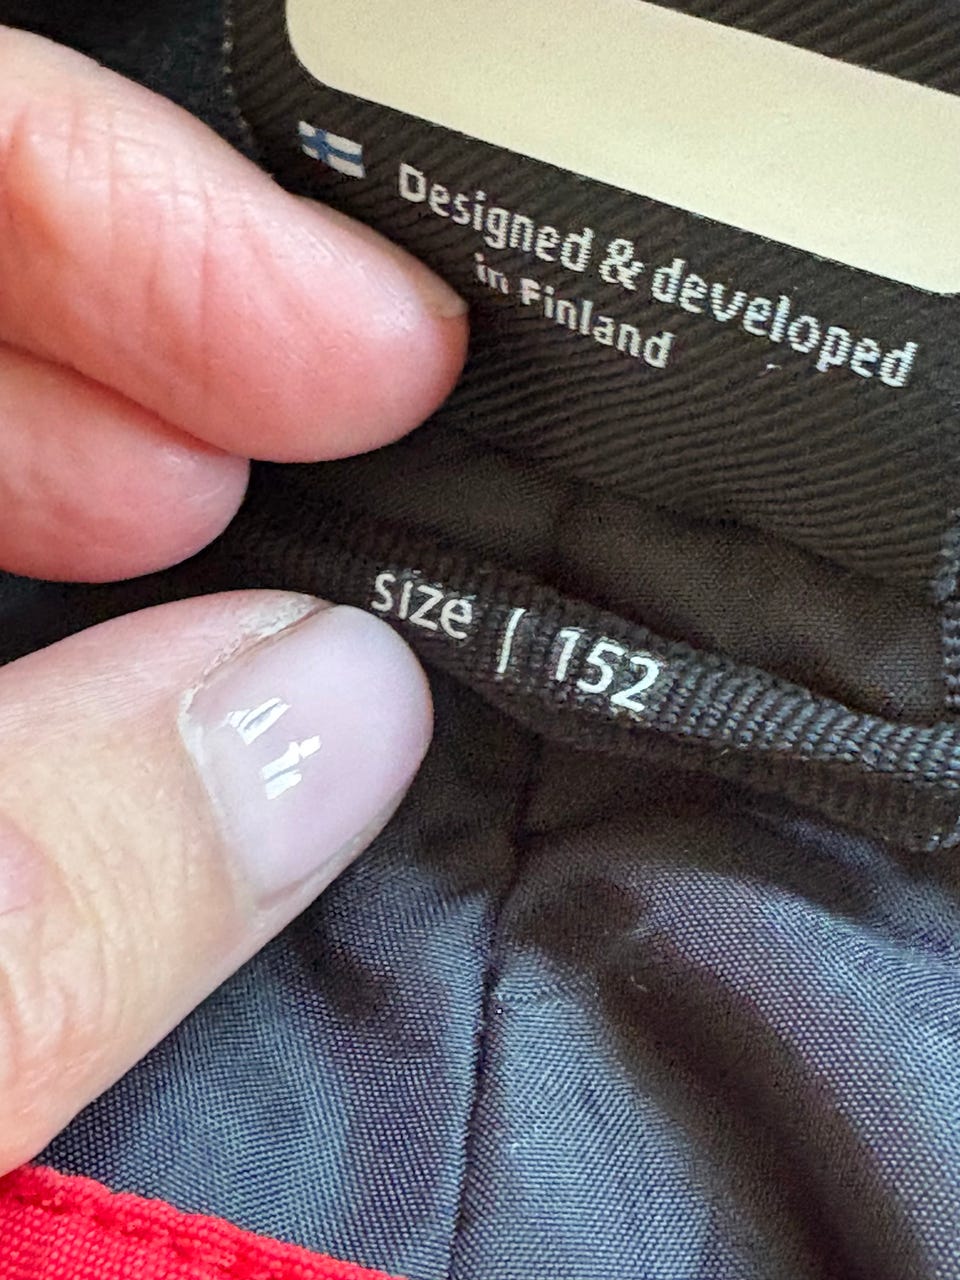 Designed & developed
in Finland
size | 152